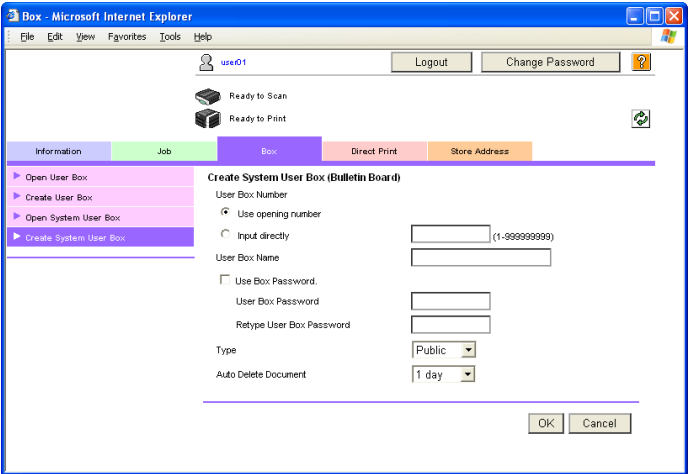 Box - Microsoft Internet Explorer
File Edit View Favorites Tools Help
user01 Logout Change Password ?
Ready to Scan
Ready to Print
Information Job Box Direct Print Store Address
Open User Box
Create User Box
Open System User Box
Create System User Box
Create System User Box (Bulletin Board)
User Box Number
Use opening number
Input directly (1-999999999)
User Box Name
Use Box Password.
User Box Password
Retype User Box Password
Type Public
Auto Delete Document 1 day
OK Cancel